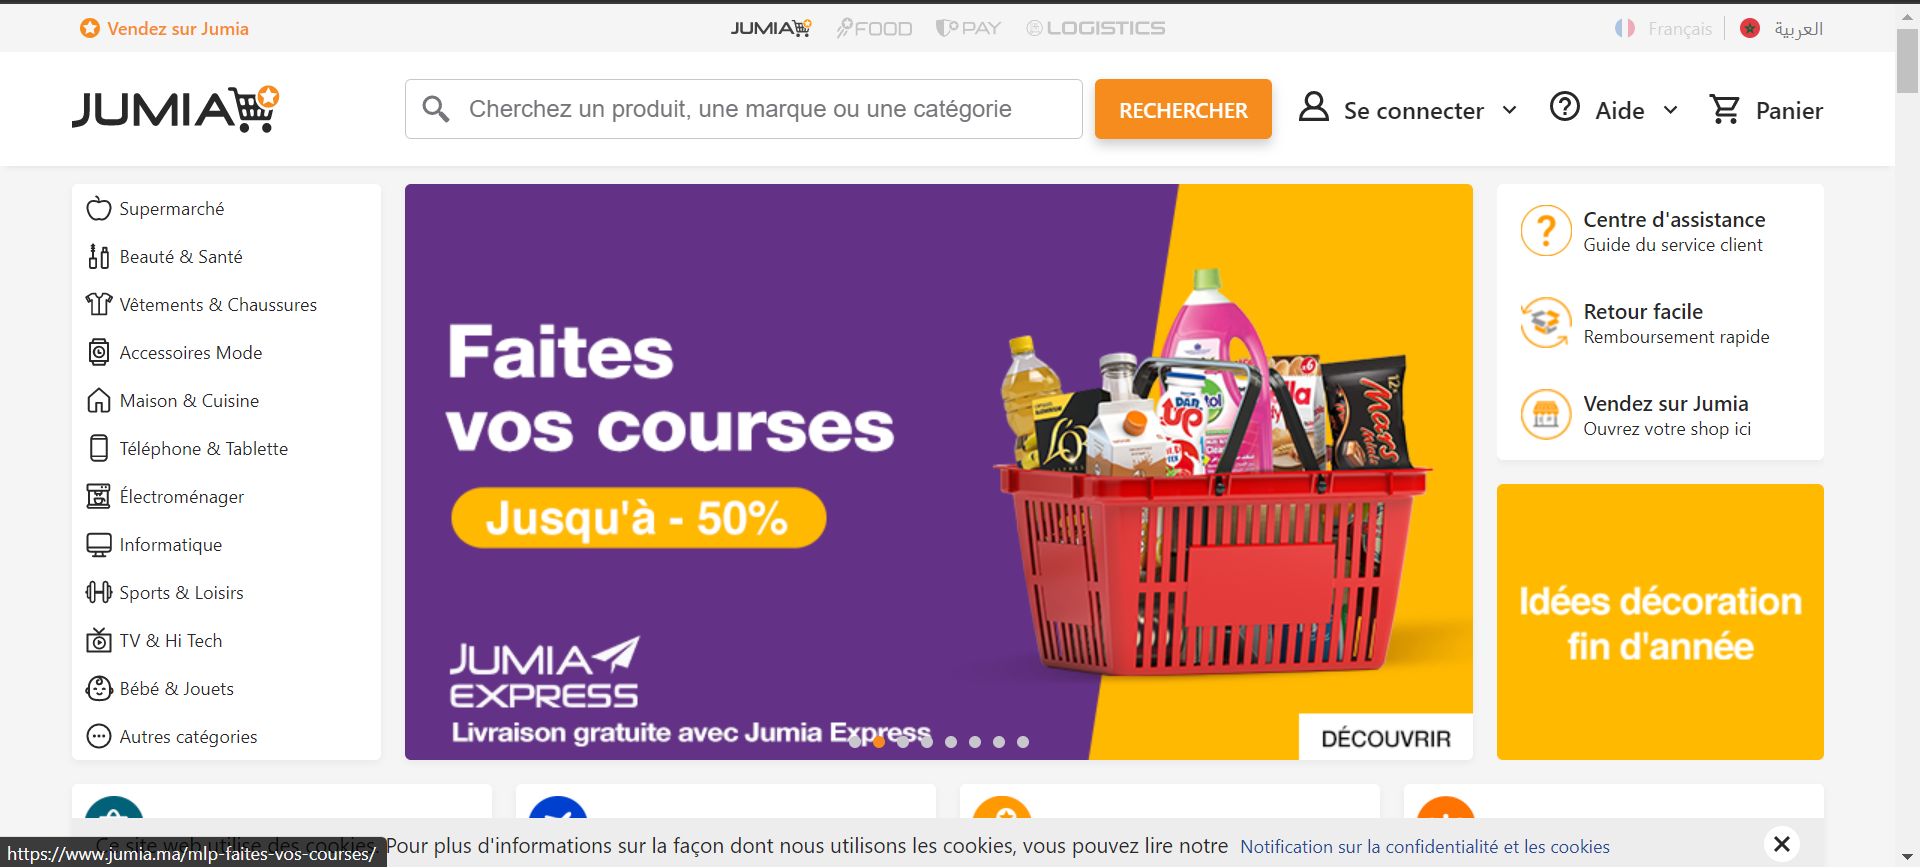 Vendez sur Jumia
JUMIA
FOOD
PAY
LOGISTICS
Français
العربية
JUMIA
Cherchez un produit, une marque ou une catégorie
RECHERCHER
Se connecter
Aide
Panier
Supermarché
Beauté & Santé
Vêtements & Chaussures
Accessoires Mode
Maison & Cuisine
Téléphone & Tablette
Électroménager
Informatique
Sports & Loisirs
TV & Hi Tech
Bébé & Jouets
Autres catégories
Faites
vos courses
Jusqu'à - 50%
JUMIA
EXPRESS
Livraison gratuite avec Jumia Express
L'OR
DAN
up
Mars
DÉCOUVRIR
Centre d'assistance
Guide du service client
Retour facile
Remboursement rapide
Vendez sur Jumia
Ouvrez votre shop ici
Idées décoration
fin d'année
Ce site web utilise des cookies. Pour plus d'informations sur la façon dont nous utilisons les cookies, vous pouvez lire notre Notification sur la confidentialité et les cookies
https://www.jumia.ma/mlp-faites-vos-courses/